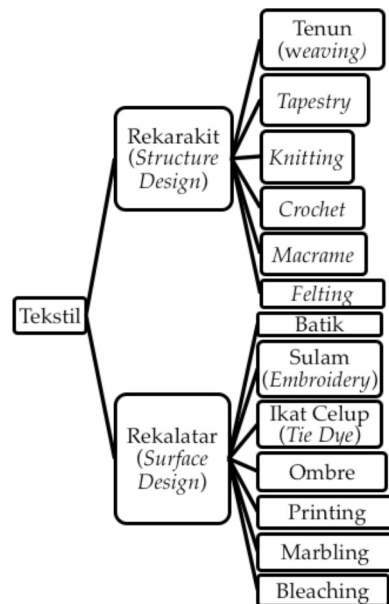 Tekstil
Rekarakit
(Structure
Design)
Tenun
(weaving)
Tapestry
Knitting
Crochet
Macrame
Felting
Rekalatar
(Surface
Design)
Batik
Sulam
(Embroidery)
Ikat Celup
(Tie Dye)
Ombre
Printing
Marbling
Bleaching